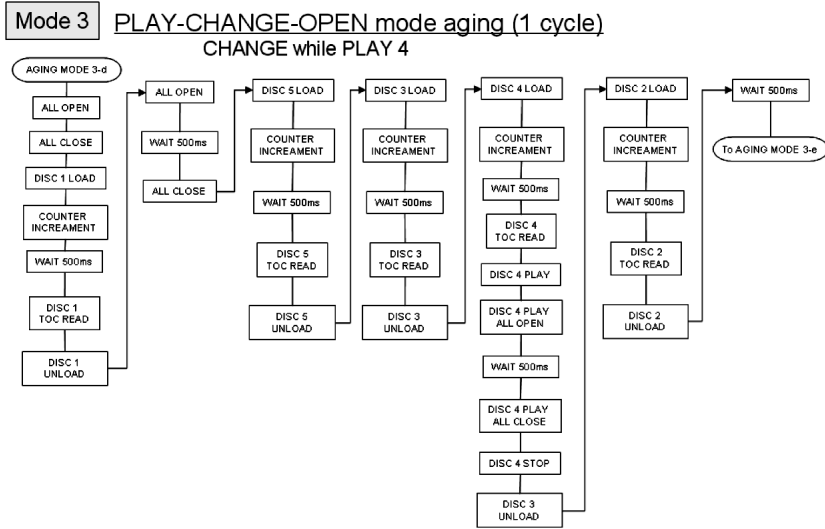 Mode 3
PLAY-CHANGE-OPEN mode aging (1 cycle)
CHANGE while PLAY 4
AGING MODE 3-d
ALL OPEN
ALL CLOSE
DISC 1 LOAD
COUNTER
INCREAMENT
WAIT 500ms
DISC 1
TOC READ
DISC 1
UNLOAD
ALL OPEN
WAIT 500ms
ALL CLOSE
DISC 5 LOAD
COUNTER
INCREAMENT
WAIT 500ms
DISC 5
TOC READ
DISC 5
UNLOAD
DISC 3 LOAD
COUNTER
INCREAMENT
WAIT 500ms
DISC 3
TOC READ
DISC 3
UNLOAD
DISC 4 LOAD
COUNTER
INCREAMENT
WAIT 500ms
DISC 4
TOC READ
DISC 4 PLAY
DISC 4 PLAY
ALL OPEN
WAIT 500ms
DISC 4 PLAY
ALL CLOSE
DISC 4 STOP
DISC 3
UNLOAD
DISC 2 LOAD
COUNTER
INCREAMENT
WAIT 500ms
DISC 2
TOC READ
DISC 2
UNLOAD
WAIT 500ms
To AGING MODE 3-e